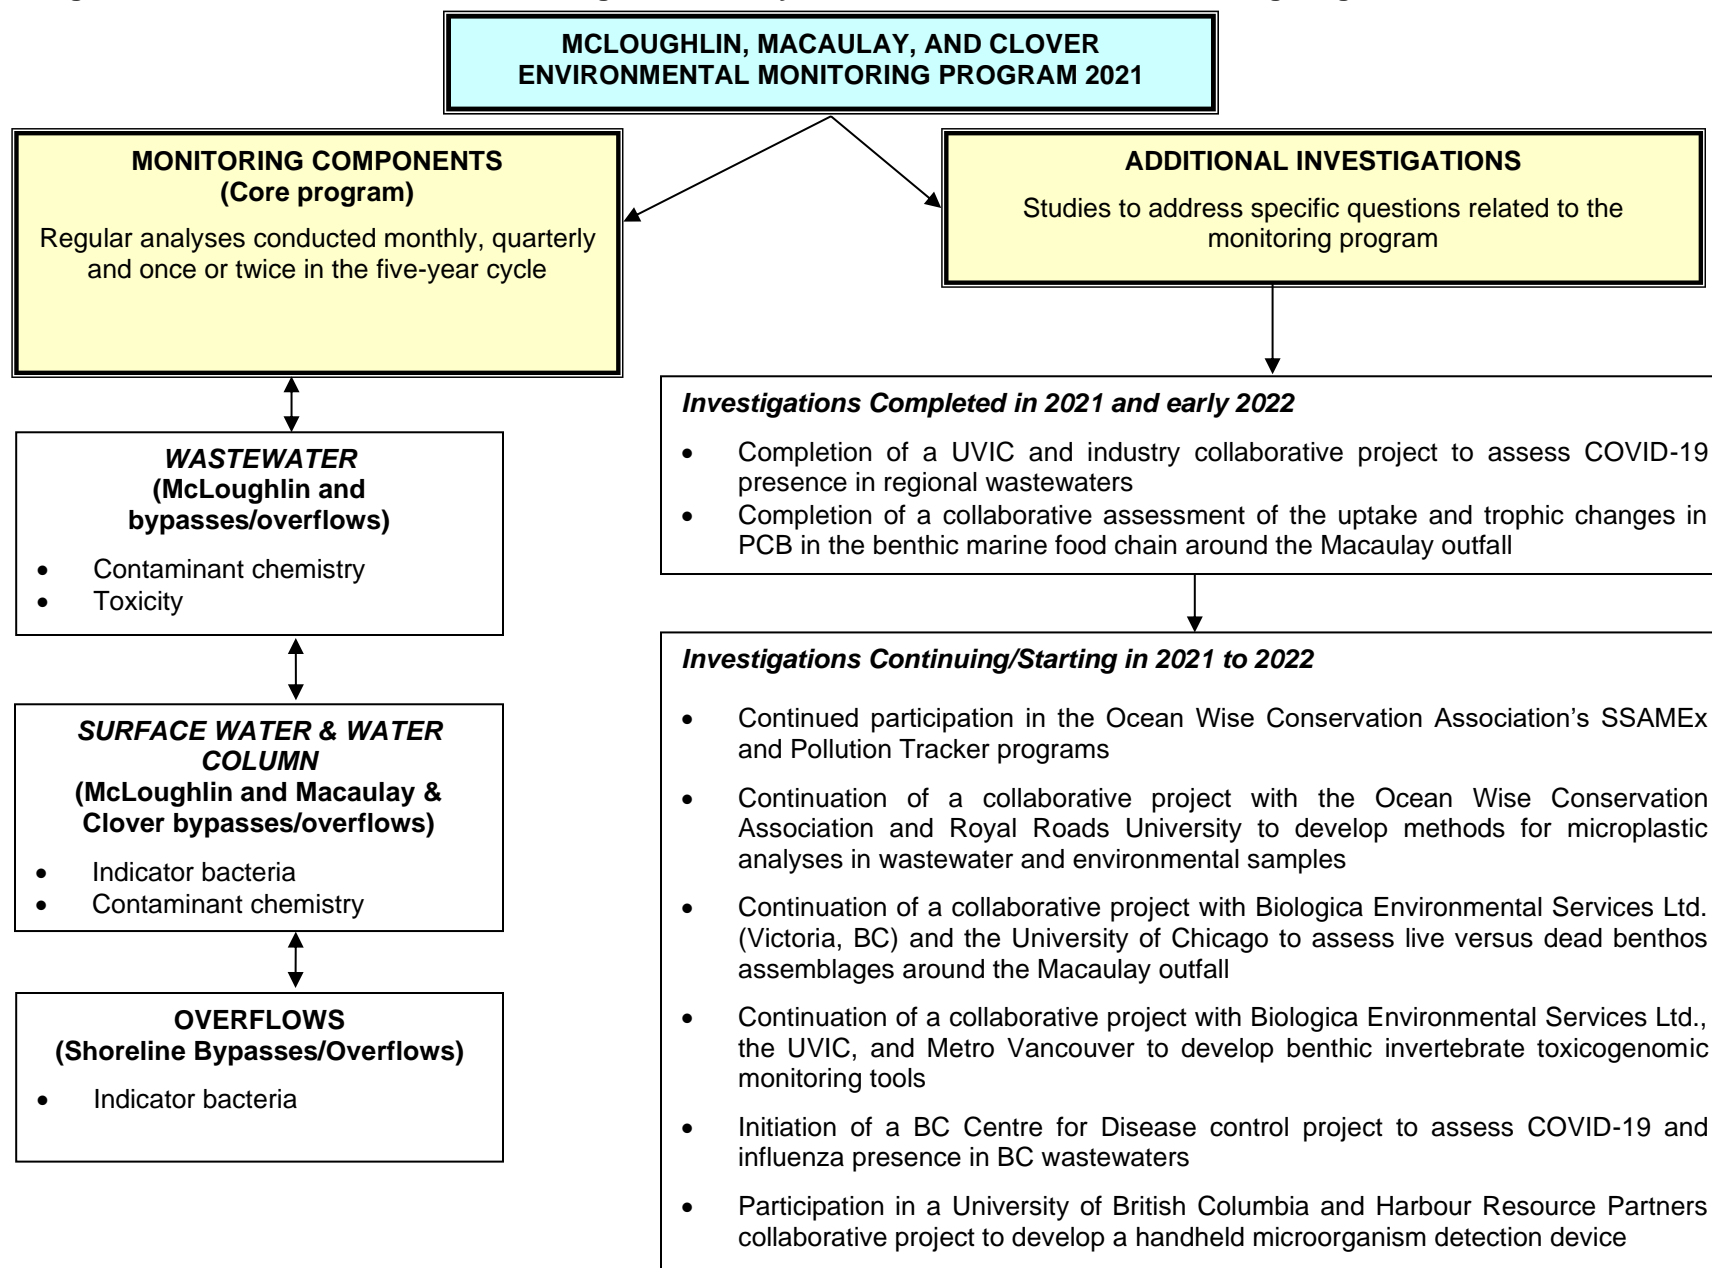 MCLOUGHLIN, MACAULAY, AND CLOVER
ENVIRONMENTAL MONITORING PROGRAM 2021
MONITORING COMPONENTS
(Core program)
Regular analyses conducted monthly, quarterly
and once or twice in the five-year cycle
WASTEWATER
(McLoughlin and
bypasses/overflows)
• Contaminant chemistry
• Toxicity
SURFACE WATER & WATER
COLUMN
(McLoughlin and Macaulay &
Clover bypasses/overflows)
• Indicator bacteria
• Contaminant chemistry
OVERFLOWS
(Shoreline Bypasses/Overflows)
• Indicator bacteria
ADDITIONAL INVESTIGATIONS
Studies to address specific questions related to the
monitoring program
Investigations Completed in 2021 and early 2022
• Completion of a UVIC and industry collaborative project to assess COVID-19
presence in regional wastewaters
• Completion of a collaborative assessment of the uptake and trophic changes in
PCB in the benthic marine food chain around the Macaulay outfall
Investigations Continuing/Starting in 2021 to 2022
• Continued participation in the Ocean Wise Conservation Association's SSAMEx
and Pollution Tracker programs
• Continuation of a collaborative project with the Ocean Wise Conservation
Association and Royal Roads University to develop methods for microplastic
analyses in wastewater and environmental samples
• Continuation of a collaborative project with Biologica Environmental Services Ltd.
(Victoria, BC) and the University of Chicago to assess live versus dead benthos
assemblages around the Macaulay outfall
• Continuation of a collaborative project with Biologica Environmental Services Ltd.,
the UVIC, and Metro Vancouver to develop benthic invertebrate toxicogenomic
monitoring tools
• Initiation of a BC Centre for Disease control project to assess COVID-19 and
influenza presence in BC wastewaters
• Participation in a University of British Columbia and Harbour Resource Partners
collaborative project to develop a handheld microorganism detection device